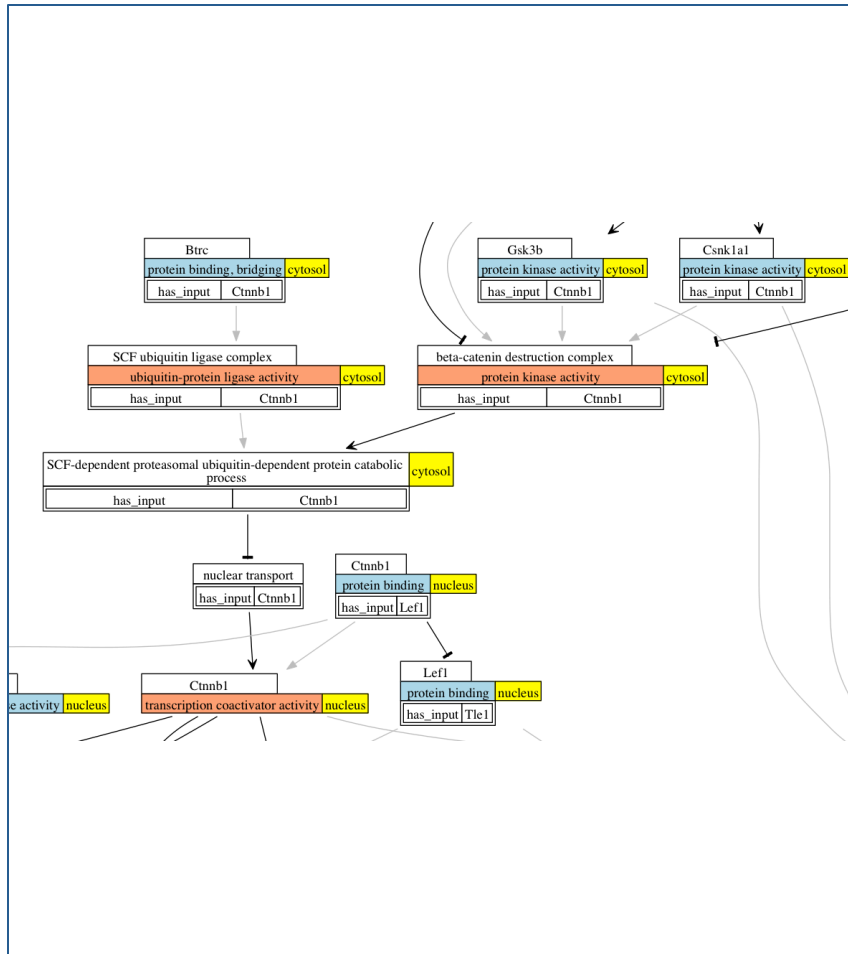 Btrc
protein binding, bridging cytosol
has_input Ctnnb1
Gsk3b
protein kinase activity cytosol
has_input Ctnnb1
Csnk1a1
protein kinase activity cytosol
has_input Ctnnb1
SCF ubiquitin ligase complex
ubiquitin-protein ligase activity cytosol
has_input Ctnnb1
beta-catenin destruction complex
protein kinase activity cytosol
has_input Ctnnb1
SCF-dependent proteasomal ubiquitin-dependent protein catabolic
process
cytosol
has_input Ctnnb1
nuclear transport
has_input Ctnnb1
Ctnnb1
protein binding nucleus
has_input Lef1
activity nucleus
Ctnnb1
transcription coactivator activity nucleus
Lef1
protein binding nucleus
has_input Tle1